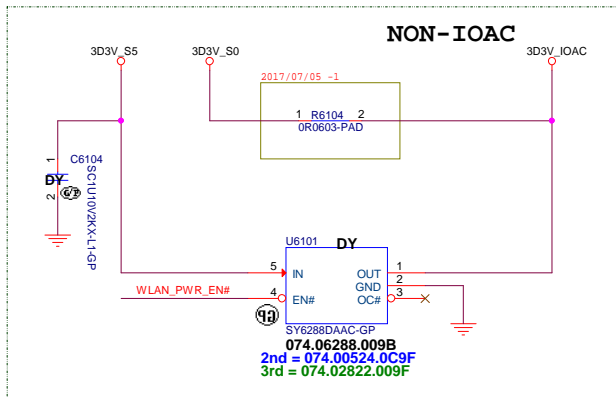 NON-IOAC
3D3V_S5
3D3V_S0
3D3V_IOAC
2017/07/05 -1
1 R6104 2
0R0603-PAD
1
C6104
DY
2
SC1U10V2KX-L1-GP
U6101
DY
5 IN
OUT 1
GND 2
WLAN_PWR_EN#
4 EN#
OC# 3
SY6288DAAC-GP
074.06288.009B
2nd = 074.00524.0C9F
3rd = 074.02822.009F